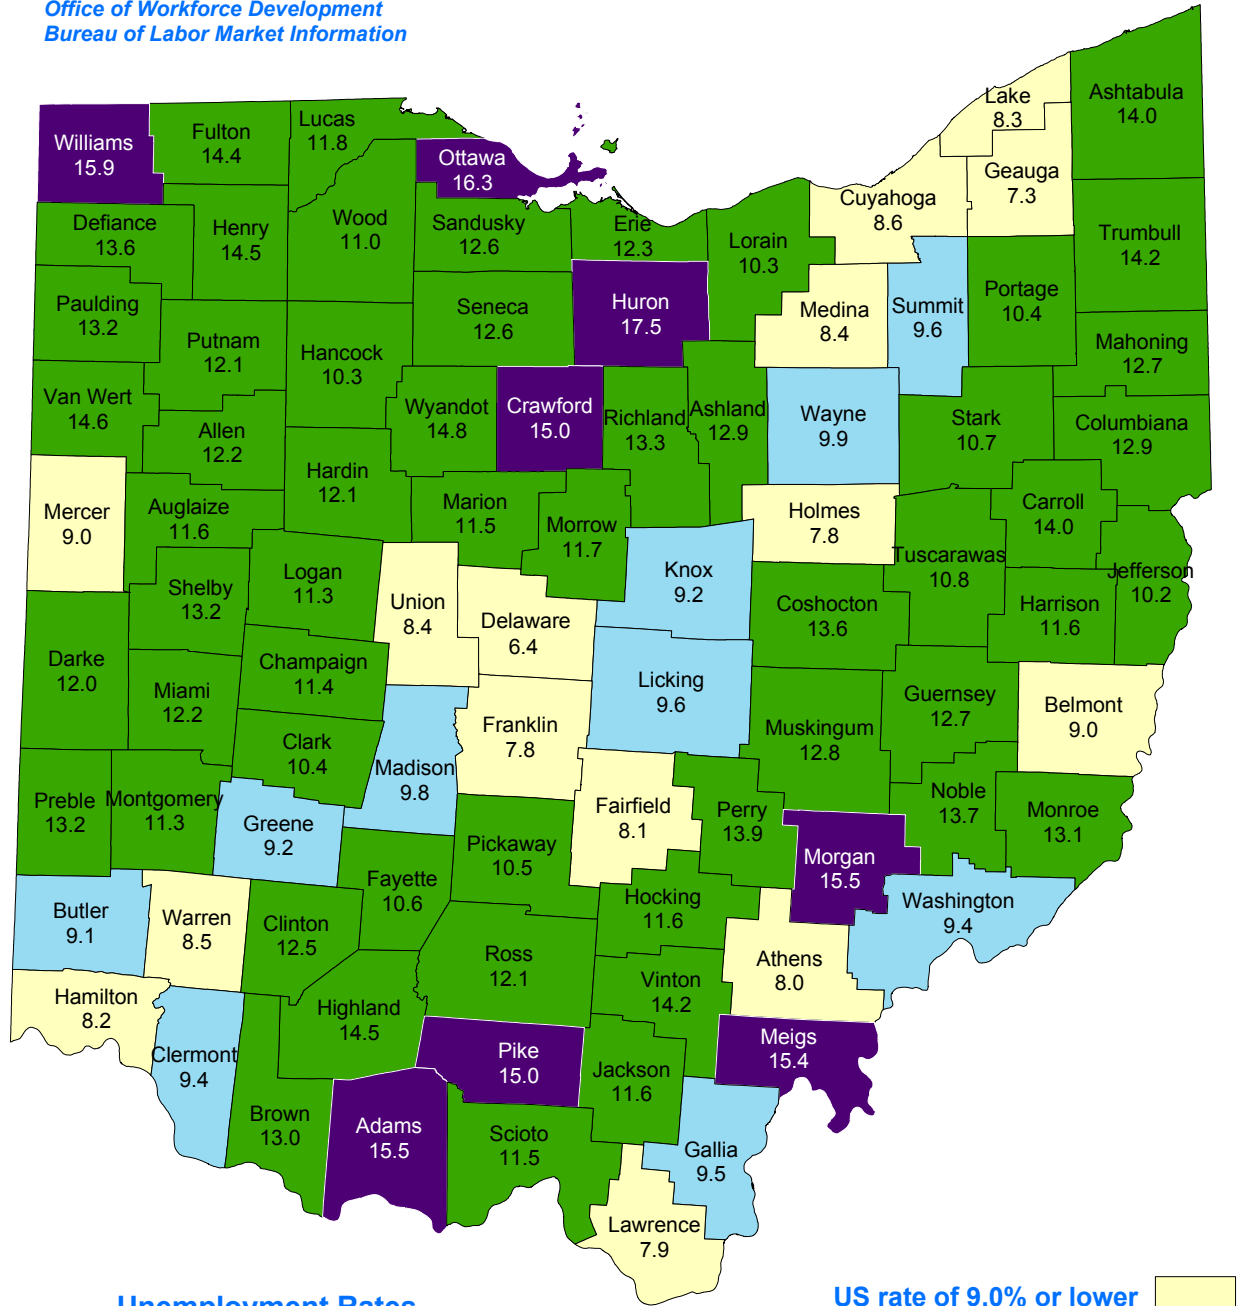 Office of Workforce Development
Bureau of Labor Market Information
Lake
8.3
Ashtabula
14.0
Williams
15.9
Fulton
14.4
Lucas
11.8
Ottawa
16.3
Geauga
7.3
Cuyahoga
8.6
Defiance
13.6
Henry
14.5
Wood
11.0
Sandusky
12.6
Erie
12.3
Lorain
10.3
Trumbull
14.2
Paulding
13.2
Putnam
12.1
Hancock
10.3
Seneca
12.6
Huron
17.5
Medina
8.4
Summit
9.6
Portage
10.4
Mahoning
12.7
Van Wert
14.6
Allen
12.2
Wyandot
14.8
Crawford
15.0
Richland
13.3
Ashland
12.9
Wayne
9.9
Stark
10.7
Columbiana
12.9
Hardin
12.1
Mercer
9.0
Auglaize
11.6
Marion
11.5
Morrow
11.7
Holmes
7.8
Carroll
14.0
Tuscarawas
10.8
Jefferson
10.2
Shelby
13.2
Logan
11.3
Union
8.4
Delaware
6.4
Knox
9.2
Coshocton
13.6
Harrison
11.6
Darke
12.0
Miami
12.2
Champaign
11.4
Licking
9.6
Guernsey
12.7
Belmont
9.0
Clark
10.4
Madison
9.8
Franklin
7.8
Muskingum
12.8
Preble
13.2
Montgomery
11.3
Greene
9.2
Fairfield
8.1
Perry
13.9
Noble
13.7
Monroe
13.1
Pickaway
10.5
Morgan
15.5
Fayette
10.6
Hocking
11.6
Washington
9.4
Butler
9.1
Warren
8.5
Clinton
12.5
Ross
12.1
Athens
8.0
Vinton
14.2
Hamilton
8.2
Highland
14.5
Clermont
9.4
Pike
15.0
Jackson
11.6
Meigs
15.4
Brown
13.0
Adams
15.5
Scioto
11.5
Gallia
9.5
Lawrence
7.9
Unemployment Rates
US rate of 9.0% or lower